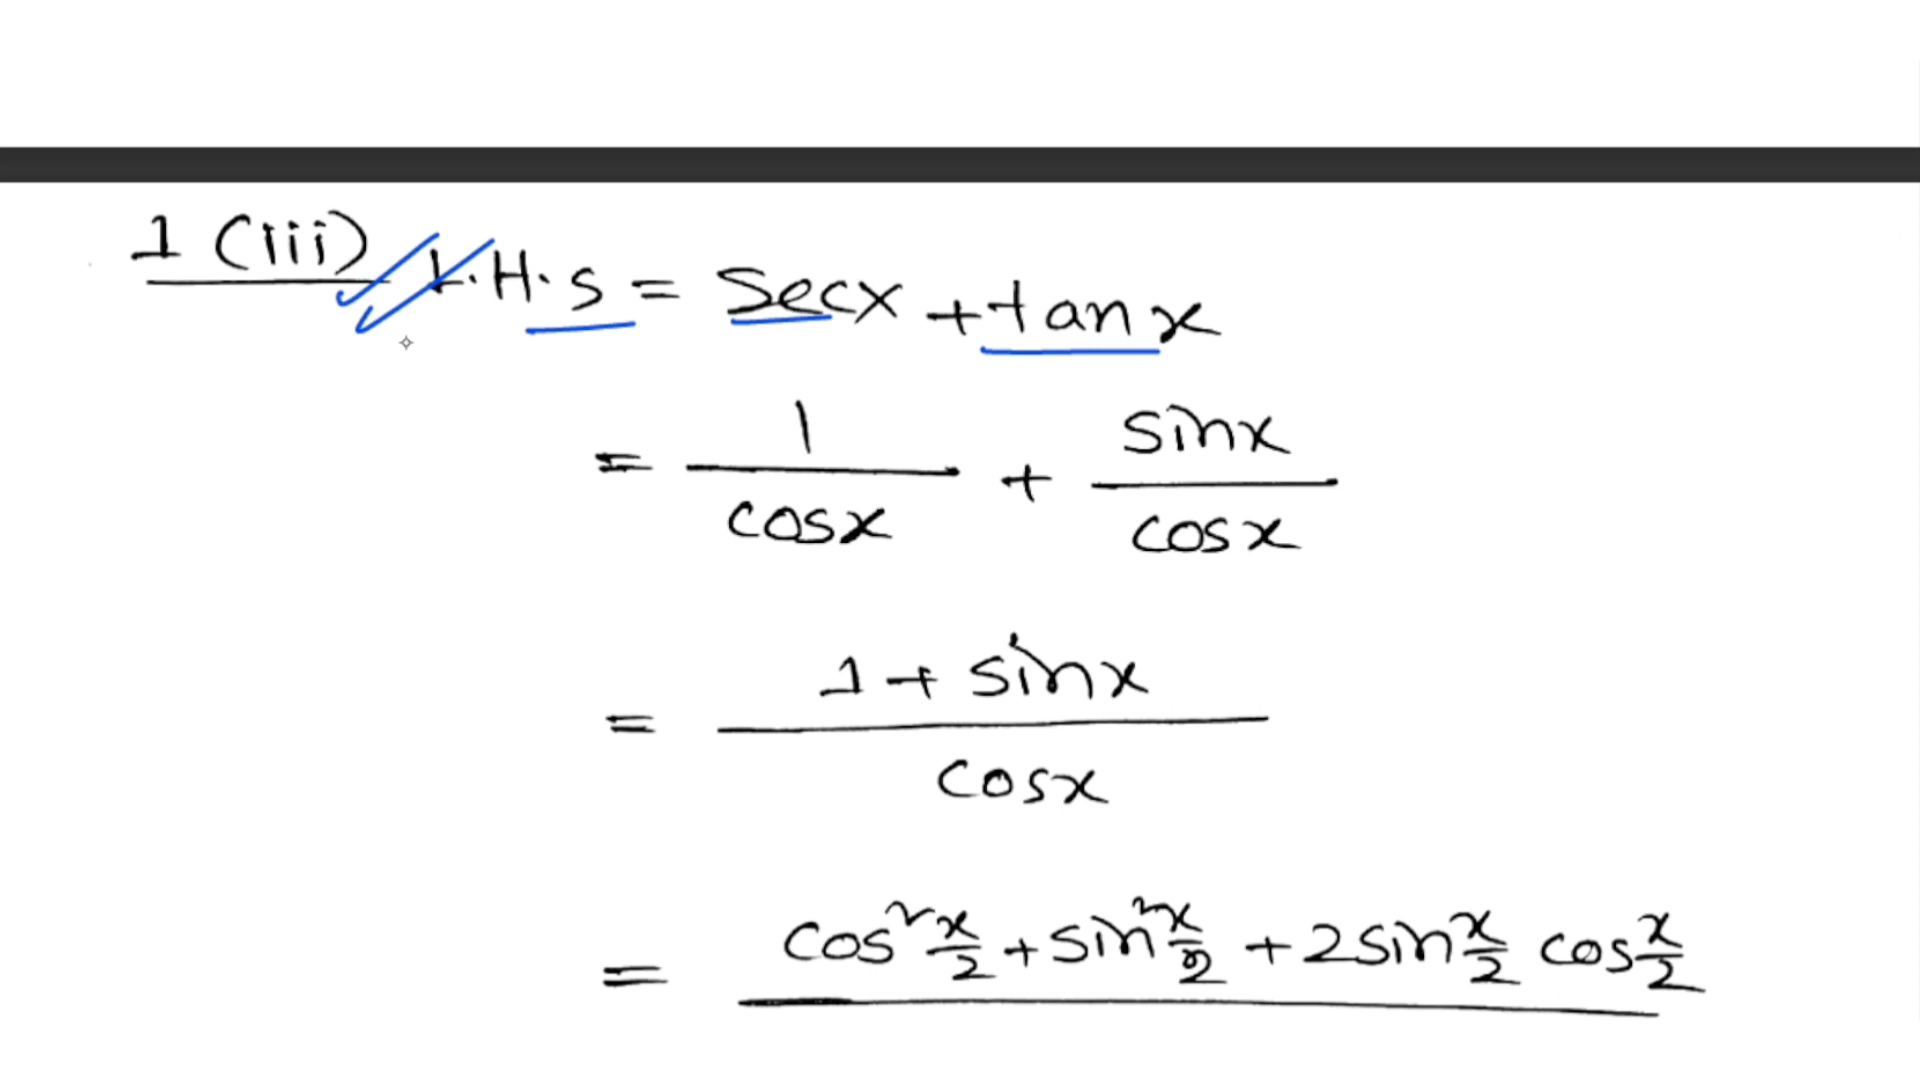 1 (iii) L.H.S = Secx + tanx
= 1/cosx + sinx/cosx
= 1 + sinx/cosx
= cos²x/2 + sin²x/2 + 2sinx/2 cosx/2